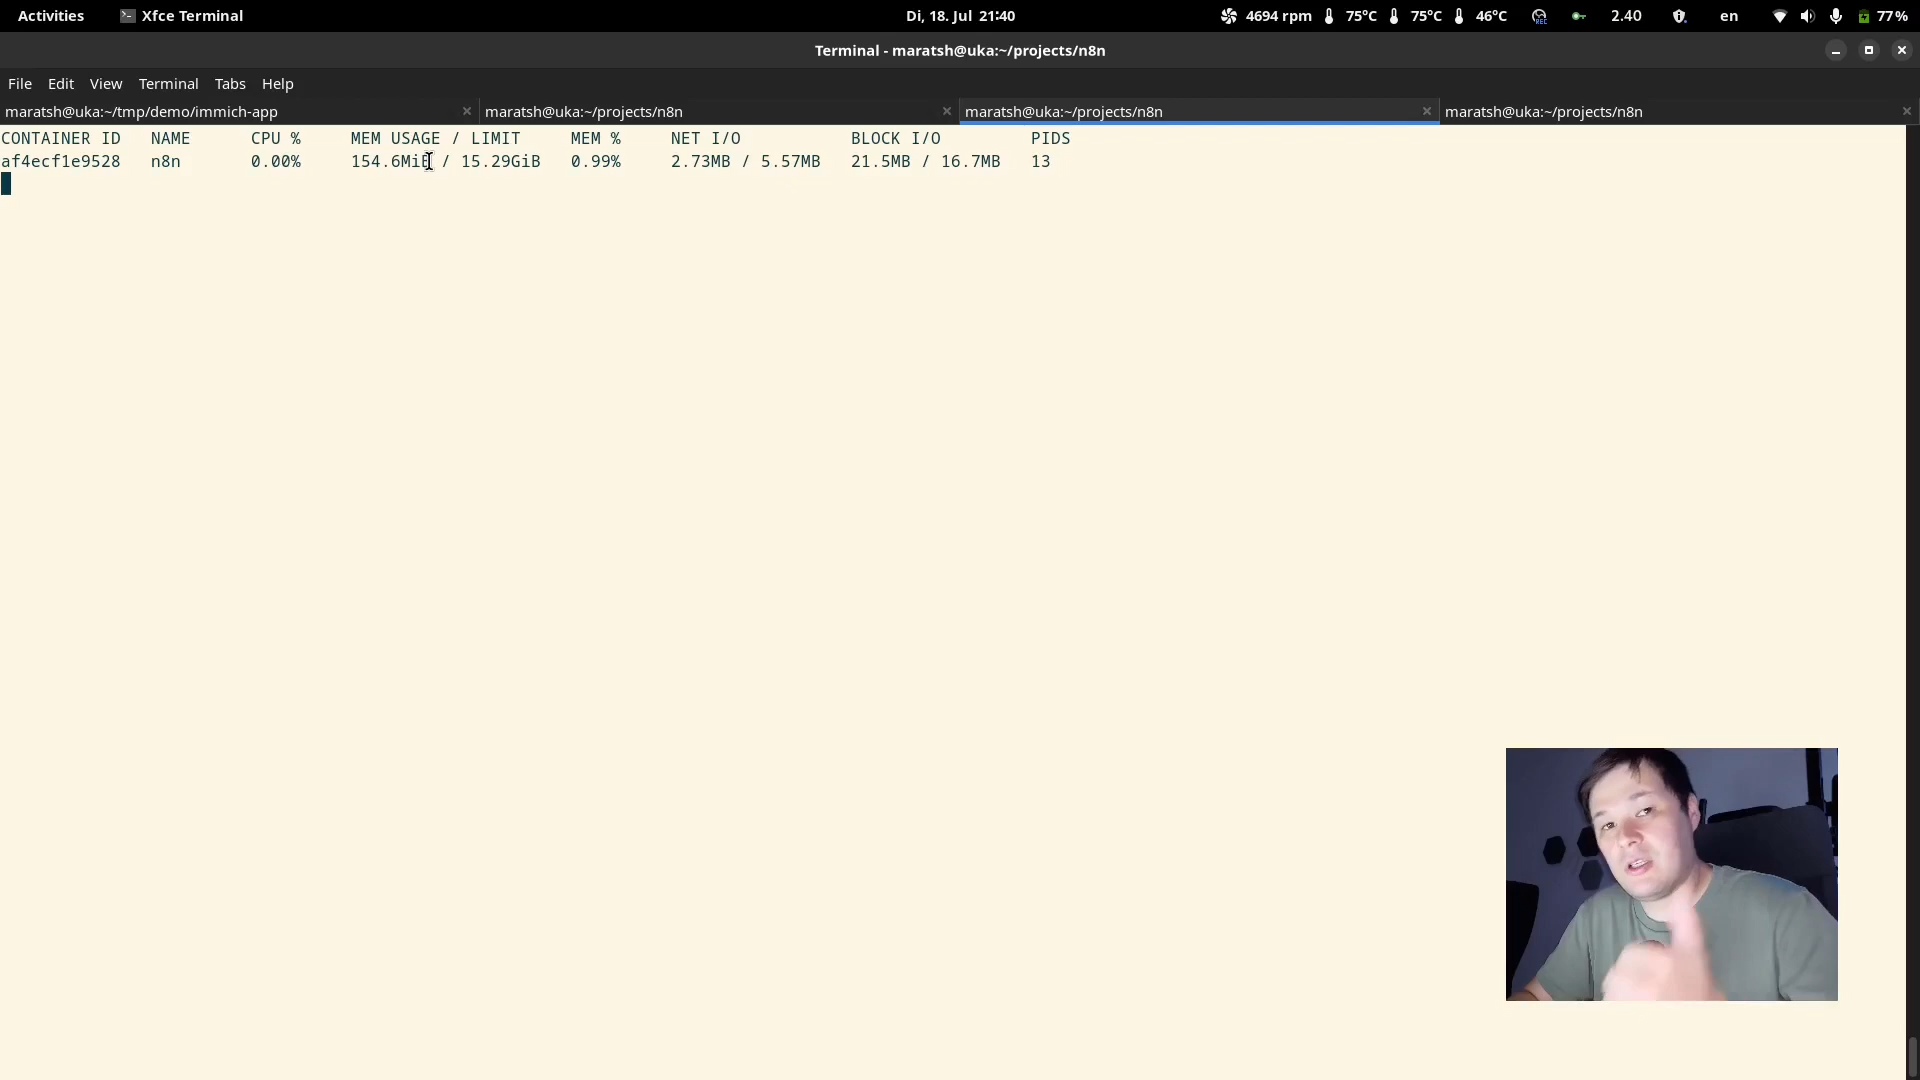 Activities Xfce Terminal Di, 18. Jul 21:40 4694 rpm 75°C 75°C 46°C 2.40 en 77%
Terminal - maratsh@uka:~/projects/n8n
File Edit View Terminal Tabs Help
maratsh@uka:~/tmp/demo/immich-app maratsh@uka:~/projects/n8n maratsh@uka:~/projects/n8n maratsh@uka:~/projects/n8n
CONTAINER ID NAME CPU % MEM USAGE / LIMIT MEM % NET I/O BLOCK I/O PIDS
af4ecf1e9528 n8n 0.00% 154.6MiB / 15.29GiB 0.99% 2.73MB / 5.57MB 21.5MB / 16.7MB 13